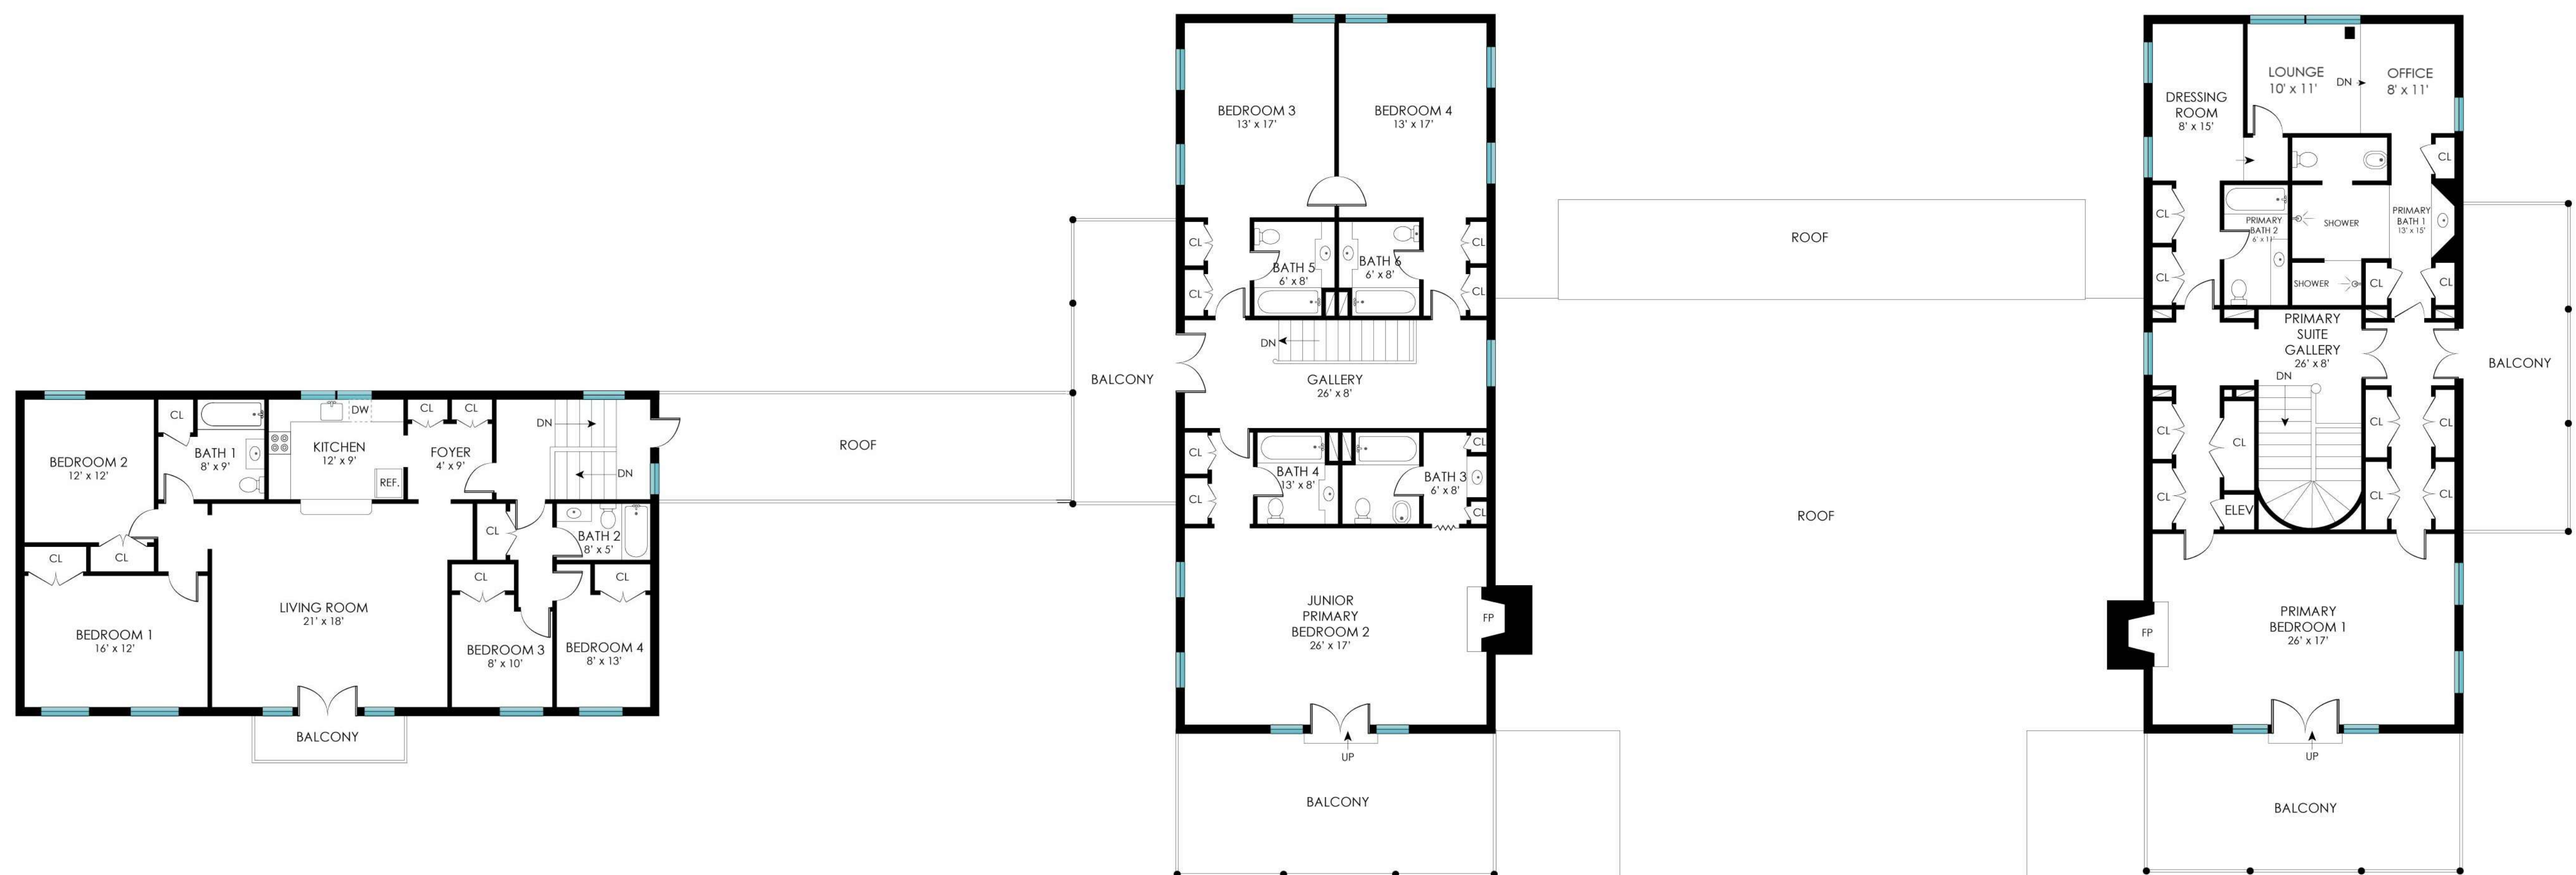 BEDROOM 2
12' x 12'
CL
BATH 1
8' x 9'
KITCHEN
12' x 9'
DW
REF.
CL
CL
FOYER
4' x 9'
DN
DN
CL
CL
BEDROOM 1
16' x 12'
LIVING ROOM
21' x 18'
CL
BATH 2
8' x 5'
CL
CL
BEDROOM 3
8' x 10'
BEDROOM 4
8' x 13'
BALCONY
ROOF
BALCONY
BEDROOM 3
13' x 17'
BEDROOM 4
13' x 17'
CL
CL
BATH 5
6' x 8'
BATH 6
6' x 8'
CL
CL
DN
GALLERY
26' x 8'
CL
CL
BATH 4
13' x 8'
BATH 3
6' x 8'
CL
CL
JUNIOR
PRIMARY
BEDROOM 2
26' x 17'
FP
UP
BALCONY
ROOF
ROOF
DRESSING
ROOM
8' x 15'
LOUNGE
10' x 11'
DN
OFFICE
8' x 11'
CL
CL
CL
PRIMARY
BATH 2
6' x 11'
SHOWER
SHOWER
PRIMARY
BATH 1
13' x 15'
CL
CL
PRIMARY
SUITE
GALLERY
26' x 8'
DN
BALCONY
CL
CL
CL
ELEV
CL
CL
CL
CL
FP
PRIMARY
BEDROOM 1
26' x 17'
UP
BALCONY